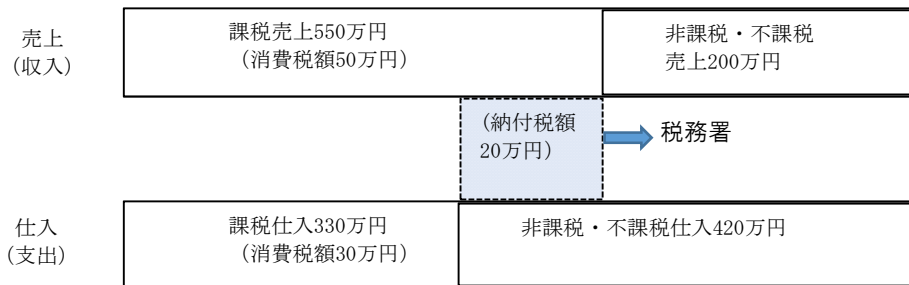 売上
（収入）
課税売上550万円
（消費税額50万円）
非課税・不課税
売上200万円
（納付税額
20万円）
税務署
仕入
（支出）
課税仕入330万円
（消費税額30万円）
非課税・不課税仕入420万円